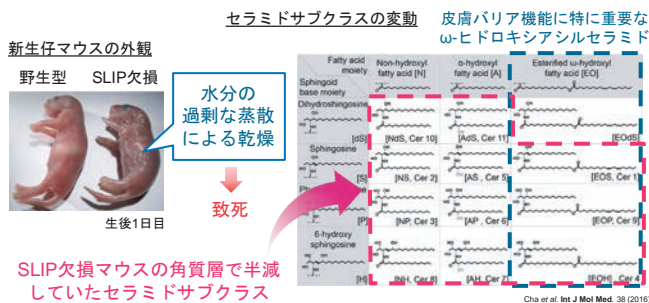 セラミドサブクラスの変動
皮膚バリア機能に特に重要な
ω-ヒドロキシアシルセラミド
新生仔マウスの外観
野生型 SLIP欠損
水分の
過剰な蒸散
による乾燥
致死
生後1日目
SLIP欠損マウスの角質層で半減
していたセラミドサブクラス
Fatty acid
moiety
Sphingoid
base moiety
Non-hydroxyl
fatty acid [N]
α-hydroxyl
fatty acid [A]
Esterified ω-hydroxyl
fatty acid [EO]
Dihydroshingosine
[dS]
[NdS, Cer 10]
[AdS, Cer 11]
[EOdS]
Sphingosine
[S]
[NS, Cer 2]
[AS , Cer 5]
[EOS, Cer 1]
[P]
[NP, Cer 3]
[AP , Cer 6]
[EOP, Cer 9]
6-hydroxy
sphingosine
[H]
[NH, Cer 8]
[AH, Cer 7]
[EOH] , Cer 4
Cha et al. Int J Mol Med. 38 (2016)